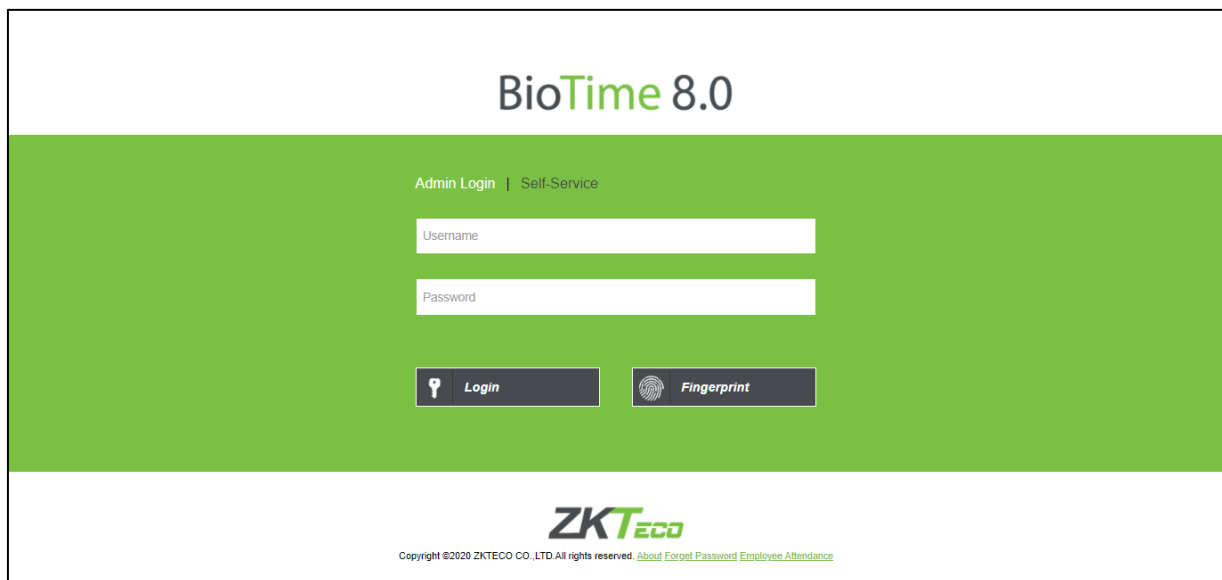 BioTime 8.0
Admin Login | Self-Service
Username
Password
Login
Fingerprint
ZKTECO
Copyright ©2020 ZKTECO CO.,LTD.All rights reserved. About Forget Password Employee Attendance